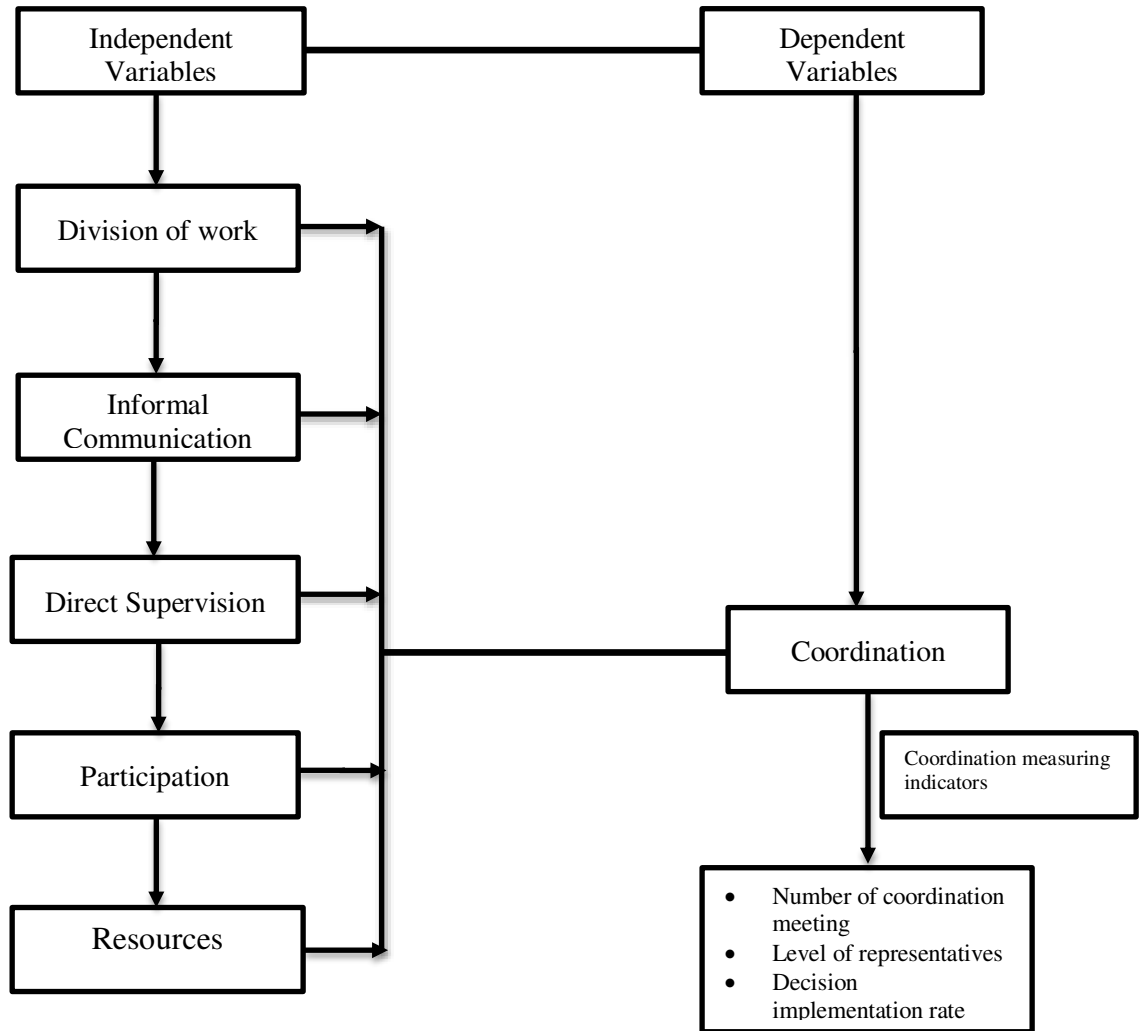 Independent
Variables
Dependent
Variables
Division of work
Informal
Communication
Direct Supervision
Coordination
Participation
Coordination measuring
indicators
Resources
• Number of coordination
meeting
• Level of representatives
• Decision
implementation rate